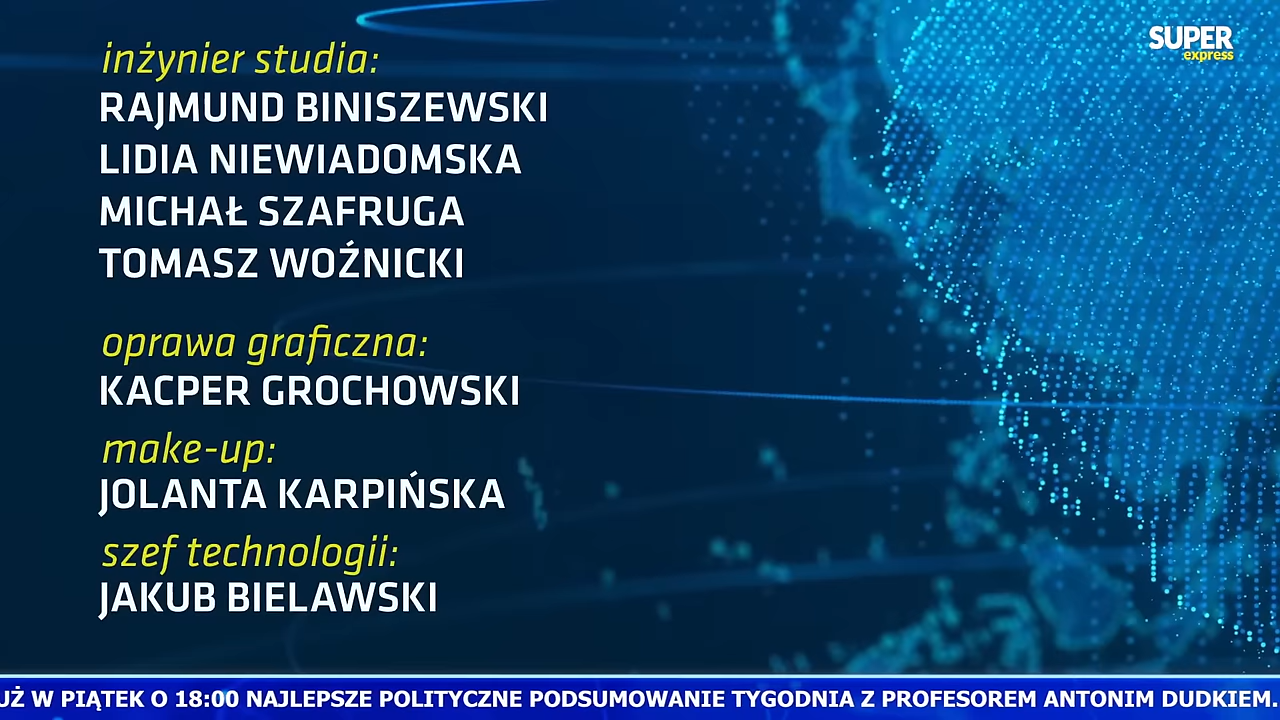 SUPER
express
inżynier studia:
RAJMUND BINISZEWSKI
LIDIA NIEWIADOMSKA
MICHAŁ SZAFRUGA
TOMASZ WOŹNICKI
oprawa graficzna:
KACPER GROCHOWSKI
make-up:
JOLANTA KARPIŃSKA
szef technologii:
JAKUB BIELAWSKI
UŻ W PIĄTEK O 18:00 NAJLEPSZE POLITYCZNE PODSUMOWANIE TYGODNIA Z PROFESOREM ANTONIM DUDKIEM.